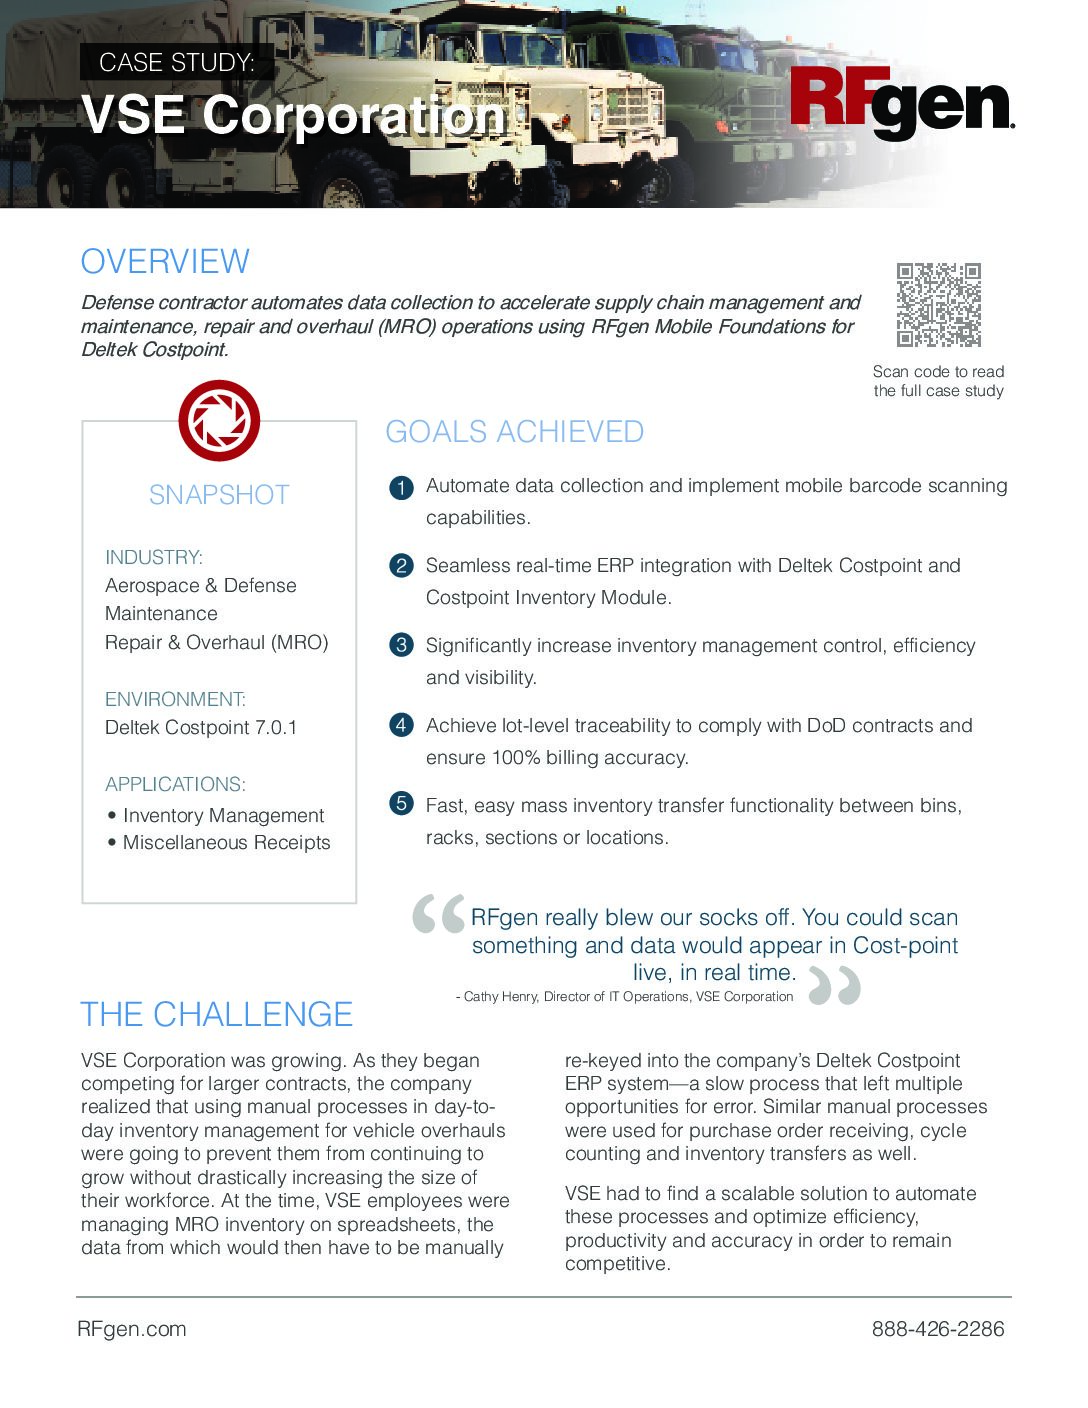 CASE STUDY:
VSE Corporation
RFgen.
OVERVIEW
Defense contractor automates data collection to accelerate supply chain management and
maintenance, repair and overhaul (MRO) operations using RFgen Mobile Foundations for
Deltek Costpoint.
Scan code to read
the full case study
SNAPSHOT
INDUSTRY:
Aerospace & Defense
Maintenance
Repair & Overhaul (MRO)
ENVIRONMENT:
Deltek Costpoint 7.0.1
APPLICATIONS:
• Inventory Management
• Miscellaneous Receipts
GOALS ACHIEVED
1 Automate data collection and implement mobile barcode scanning
capabilities.
2 Seamless real-time ERP integration with Deltek Costpoint and
Costpoint Inventory Module.
3 Significantly increase inventory management control, efficiency
and visibility.
4 Achieve lot-level traceability to comply with DoD contracts and
ensure 100% billing accuracy.
5 Fast, easy mass inventory transfer functionality between bins,
racks, sections or locations.
“ RFgen really blew our socks off. You could scan
something and data would appear in Cost-point
live, in real time. ”
- Cathy Henry, Director of IT Operations, VSE Corporation
THE CHALLENGE
VSE Corporation was growing. As they began
competing for larger contracts, the company
realized that using manual processes in day-to-
day inventory management for vehicle overhauls
were going to prevent them from continuing to
grow without drastically increasing the size of
their workforce. At the time, VSE employees were
managing MRO inventory on spreadsheets, the
data from which would then have to be manually
re-keyed into the company’s Deltek Costpoint
ERP system—a slow process that left multiple
opportunities for error. Similar manual processes
were used for purchase order receiving, cycle
counting and inventory transfers as well.
VSE had to find a scalable solution to automate
these processes and optimize efficiency,
productivity and accuracy in order to remain
competitive.
RFgen.com
888-426-2286